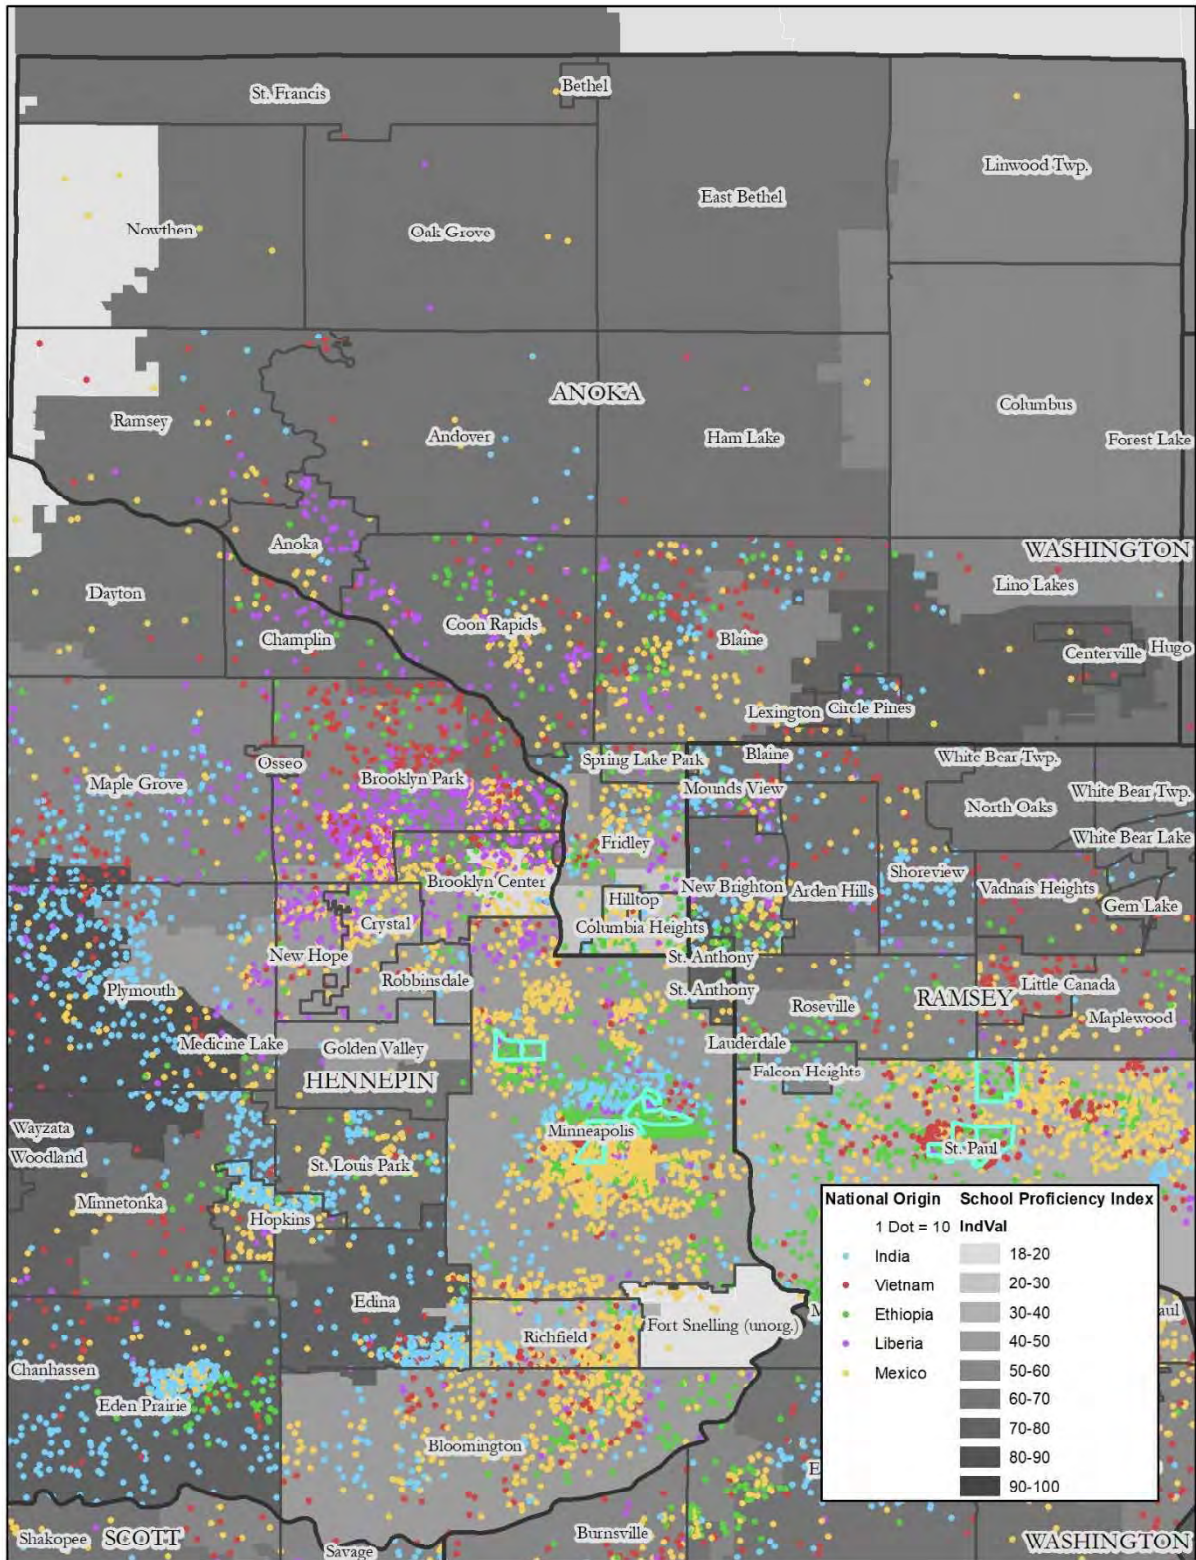 Bethel
St. Francis
Linwood Twp.
East Bethel
Nowthen
Oak Grove
ANOKA
Columbus
Ramsey
Andover
Ham Lake
Forest Lake
Anoka
WASHINGTON
Lino Lakes
Dayton
Coon Rapids
Champlin
Blaine
Centerville
Hugo
Lexington
Circle Pines
Osseo
Spring Lake Park
Blaine
White Bear Twp.
Maple Grove
Brooklyn Park
Mounds View
North Oaks
White Bear Twp.
Fridley
White Bear Lake
Brooklyn Center
New Brighton
Arden Hills
Shoreview
Vadnais Heights
Hilltop
Gem Lake
Crystal
Columbia Heights
New Hope
St. Anthony
Robbinsdale
Plymouth
St. Anthony
Roseville
RAMSEY
Little Canada
Maplewood
Medicine Lake
Golden Valley
Lauderdale
HENNEPIN
Falcon Heights
Wayzata
Minneapolis
Woodland
St. Louis Park
St. Paul
Minnetonka
Hopkins
Edina
Richfield
Fort Snelling (unorg.)
M
aul
Chanhassen
Eden Prairie
Bloomington
E
Shakopee
SCOTT
Burnsville
Savage
WASHINGTON
National Origin
1 Dot = 10
India
Vietnam
Ethiopia
Liberia
Mexico
School Proficiency Index
IndVal
18-20
20-30
30-40
40-50
50-60
60-70
70-80
80-90
90-100